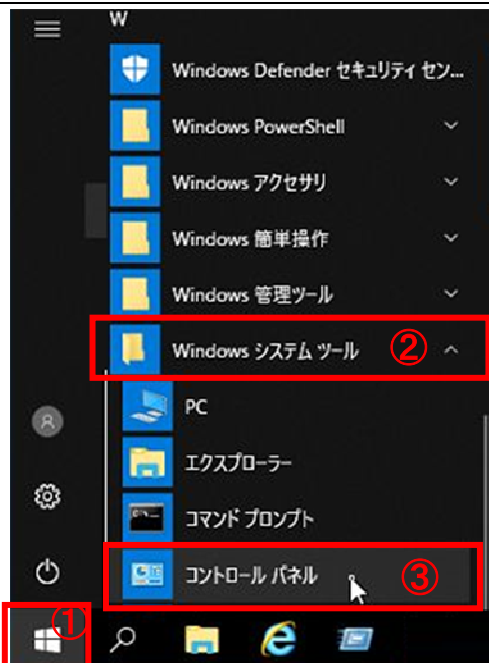 W
Windows Defender セキュリティ セン...
Windows PowerShell
Windows アクセサリ
Windows 簡単操作
Windows 管理ツール
Windows システム ツール ②
PC
エクスプローラー
コマンド プロンプト
コントロール パネル ③
①